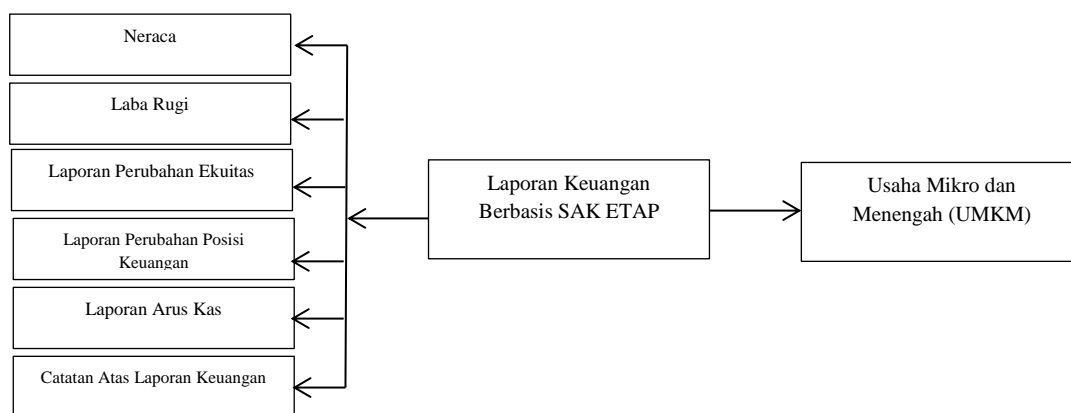 Neraca
Laba Rugi
Laporan Perubahan Ekuitas
Laporan Perubahan Posisi
Keuangan
Laporan Arus Kas
Catatan Atas Laporan Keuangan
Laporan Keuangan
Berbasis SAK ETAP
Usaha Mikro dan
Menengah (UMKM)